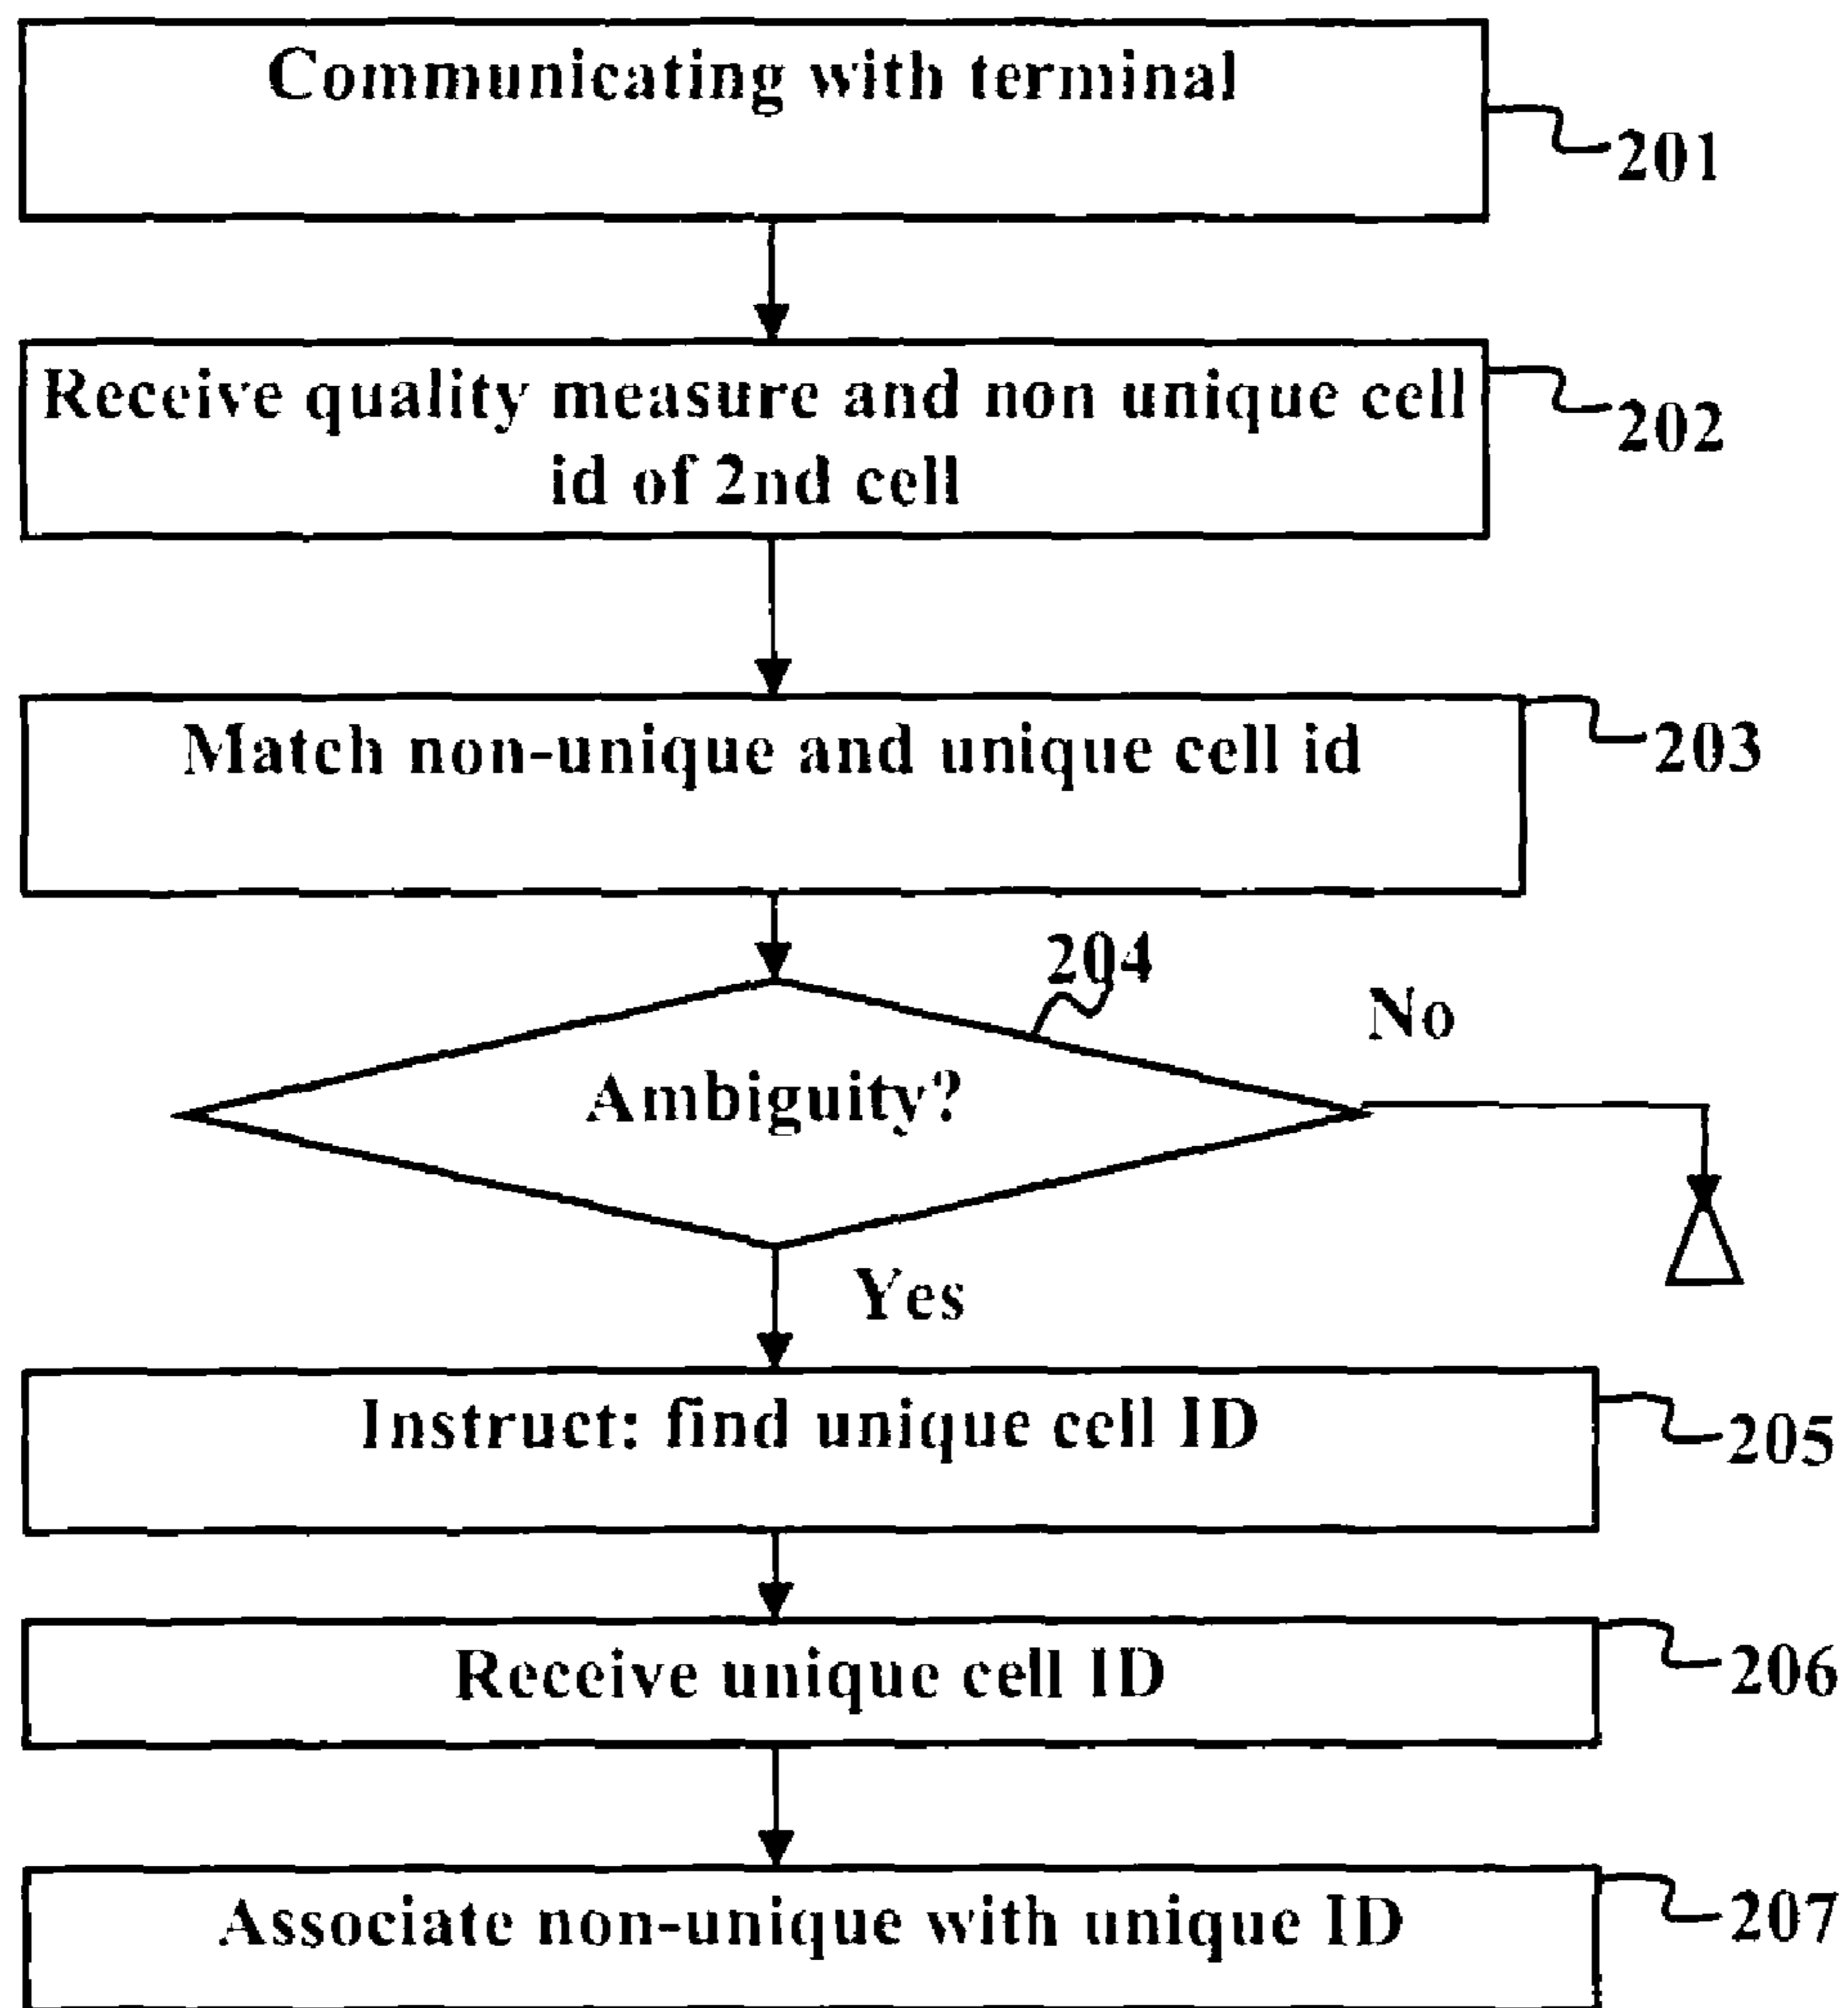 Communicating with terminal
201
Receive quality measure and non unique cell
id of 2nd cell
202
Match non-unique and unique cell id
203
204
No
Ambiguity?
Yes
Instruct: find unique cell ID
205
Receive unique cell ID
206
Associate non-unique with unique ID
207